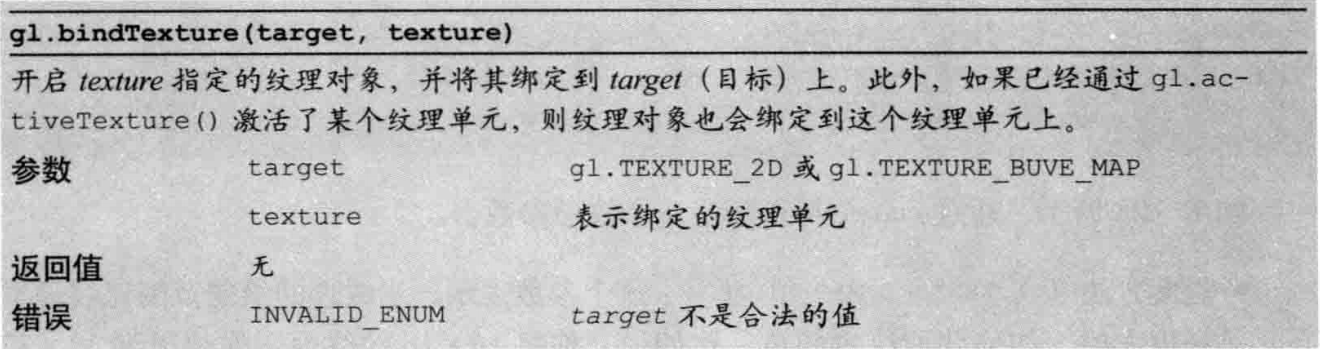 gl.bindTexture(target, texture)
开启 texture 指定的纹理对象，并将其绑定到 target（目标）上。此外，如果已经通过 gl.ac-
tiveTexture() 激活了某个纹理单元，则纹理对象也会绑定到这个纹理单元上。
参数 target gl.TEXTURE_2D 或 gl.TEXTURE_BUVE_MAP
texture 表示绑定的纹理单元
返回值 无
错误 INVALID_ENUM target 不是合法的值